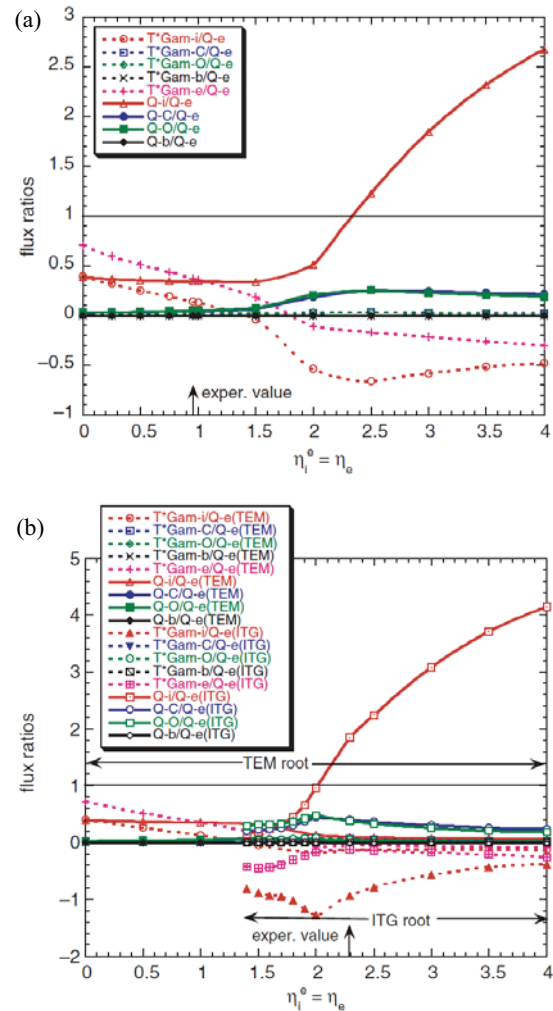 (a)
T*Gam-i/Q-e
T*Gam-C/Q-e
T*Gam-O/Q-e
T*Gam-b/Q-e
T*Gam-e/Q-e
Q-i/Q-e
Q-C/Q-e
Q-O/Q-e
Q-b/Q-e
3
2.5
2
1.5
1
0.5
0
−0.5
−1
flux ratios
exper. value
0 0.5 1 1.5 2 2.5 3 3.5 4
ηᵢᵉ = ηₑ
(b)
T*Gam-i/Q-e(TEM)
T*Gam-C/Q-e(TEM)
T*Gam-O/Q-e(TEM)
T*Gam-b/Q-e(TEM)
T*Gam-e/Q-e(TEM)
Q-i/Q-e(TEM)
Q-C/Q-e(TEM)
Q-O/Q-e(TEM)
Q-b/Q-e(TEM)
T*Gam-i/Q-e(ITG)
T*Gam-C/Q-e(ITG)
T*Gam-O/Q-e(ITG)
T*Gam-b/Q-e(ITG)
T*Gam-e/Q-e(ITG)
Q-i/Q-e(ITG)
Q-C/Q-e(ITG)
Q-O/Q-e(ITG)
Q-b/Q-e(ITG)
5
4
3
2
1
0
−1
−2
flux ratios
TEM root
ITG root
exper. value
0 0.5 1 1.5 2 2.5 3 3.5 4
ηᵢᵉ = ηₑ